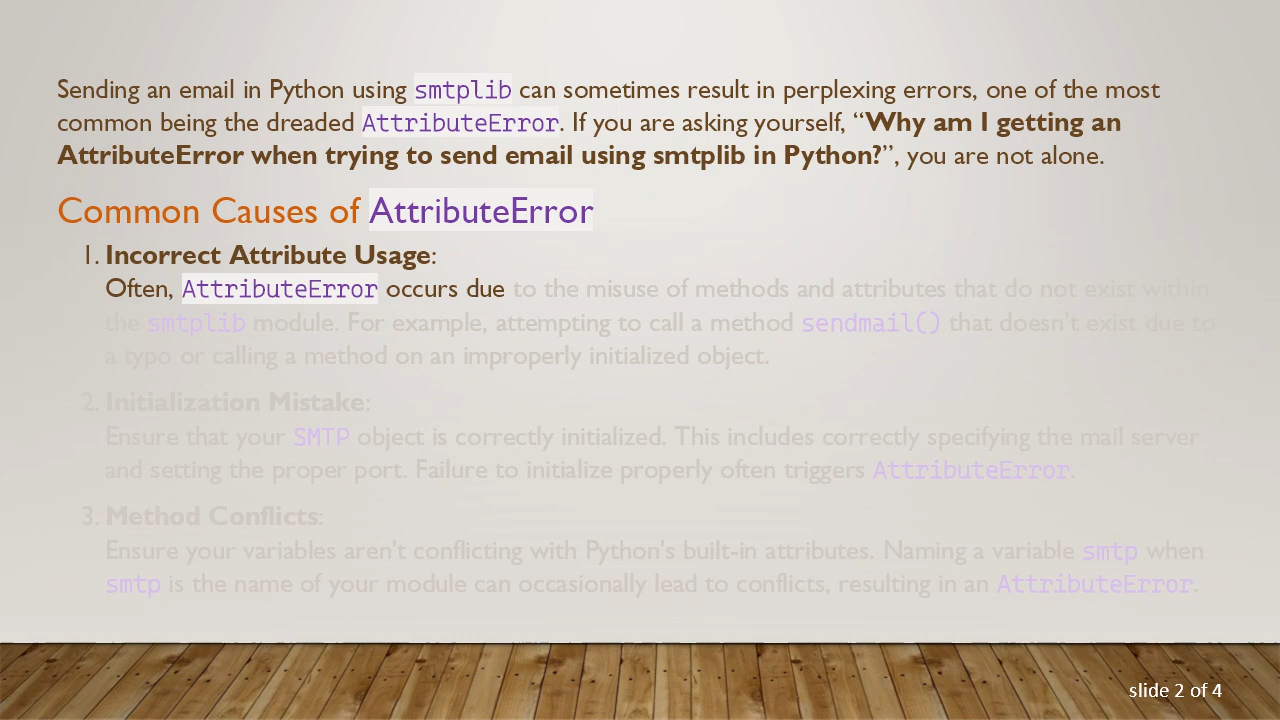 Sending an email in Python using smtplib can sometimes result in perplexing errors, one of the most
common being the dreaded AttributeError. If you are asking yourself, “Why am I getting an
AttributeError when trying to send email using smtplib in Python?”, you are not alone.
Common Causes of AttributeError
1. Incorrect Attribute Usage:
Often, AttributeError occurs due to the misuse of methods and attributes that do not exist within
the smtplib module. For example, attempting to call a method sendmail() that doesn't exist due to
a typo or calling a method on an improperly initialized object.
2. Initialization Mistake:
Ensure that your SMTP object is correctly initialized. This includes correctly specifying the mail server
and setting the proper port. Failure to initialize properly often triggers AttributeError.
3. Method Conflicts:
Ensure your variables aren't conflicting with Python's built-in attributes. Naming a variable smtp when
smtp is the name of your module can occasionally lead to conflicts, resulting in an AttributeError.
slide 2 of 4